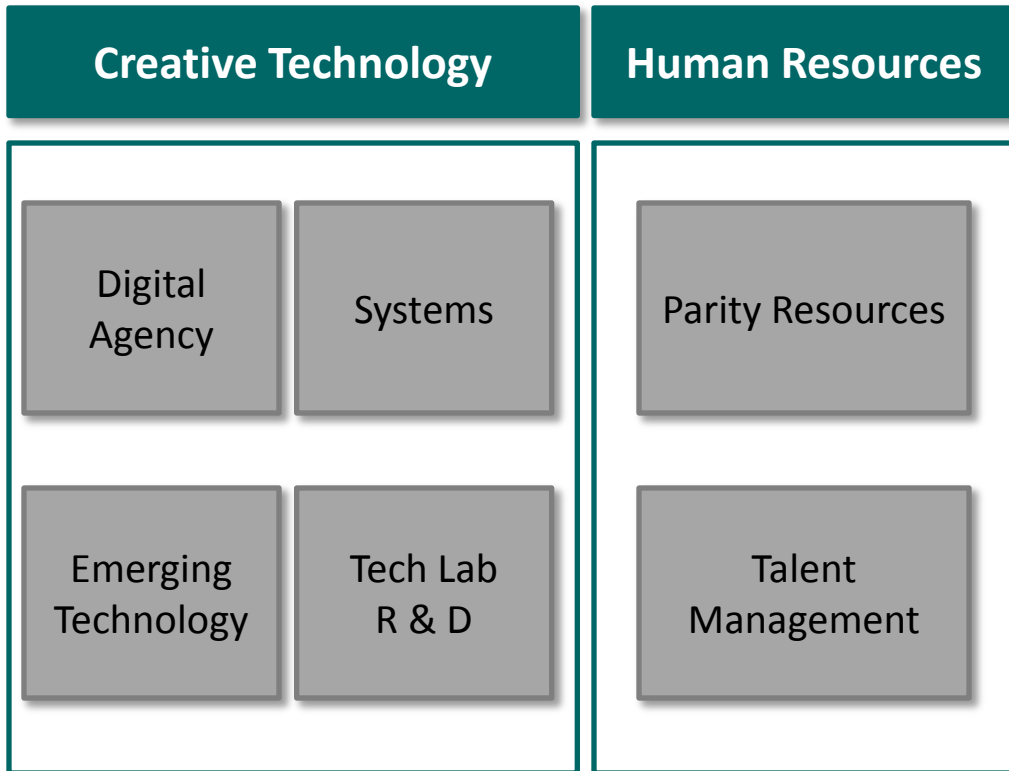 Creative Technology
Human Resources
Digital
Agency
Systems
Parity Resources
Emerging
Technology
Tech Lab
R & D
Talent
Management